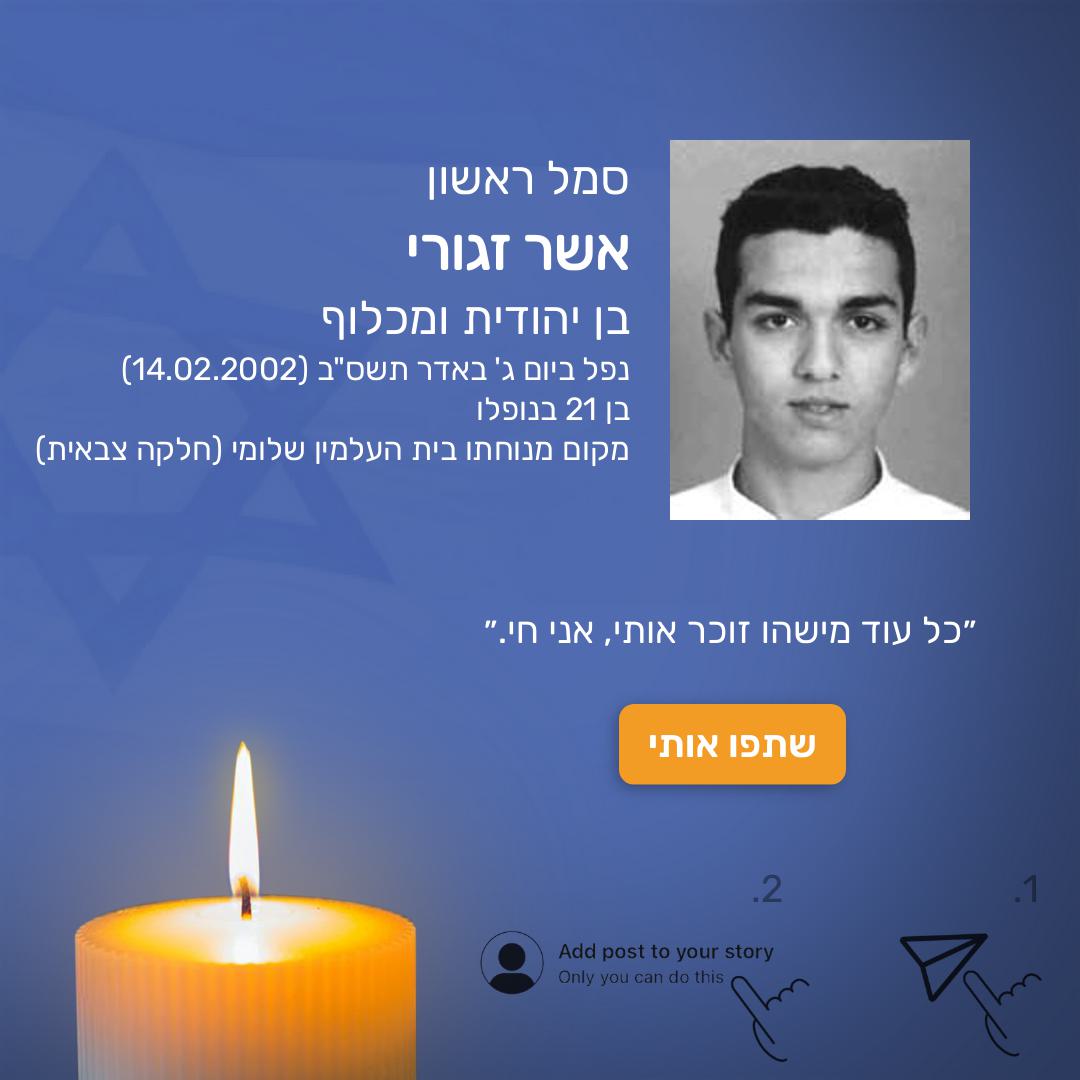 סמל ראשון
אשר זגורי
בן יהודית ומכלוף
נפל ביום ג' באדר תשס"ב (14.02.2002)
בן 21 בנופלו
מקום מנוחתו בית העלמין שלומי (חלקה צבאית)
״כל עוד מישהו זוכר אותי, אני חי.״
שתפו אותי
1.
2.
Add post to your story
Only you can do this